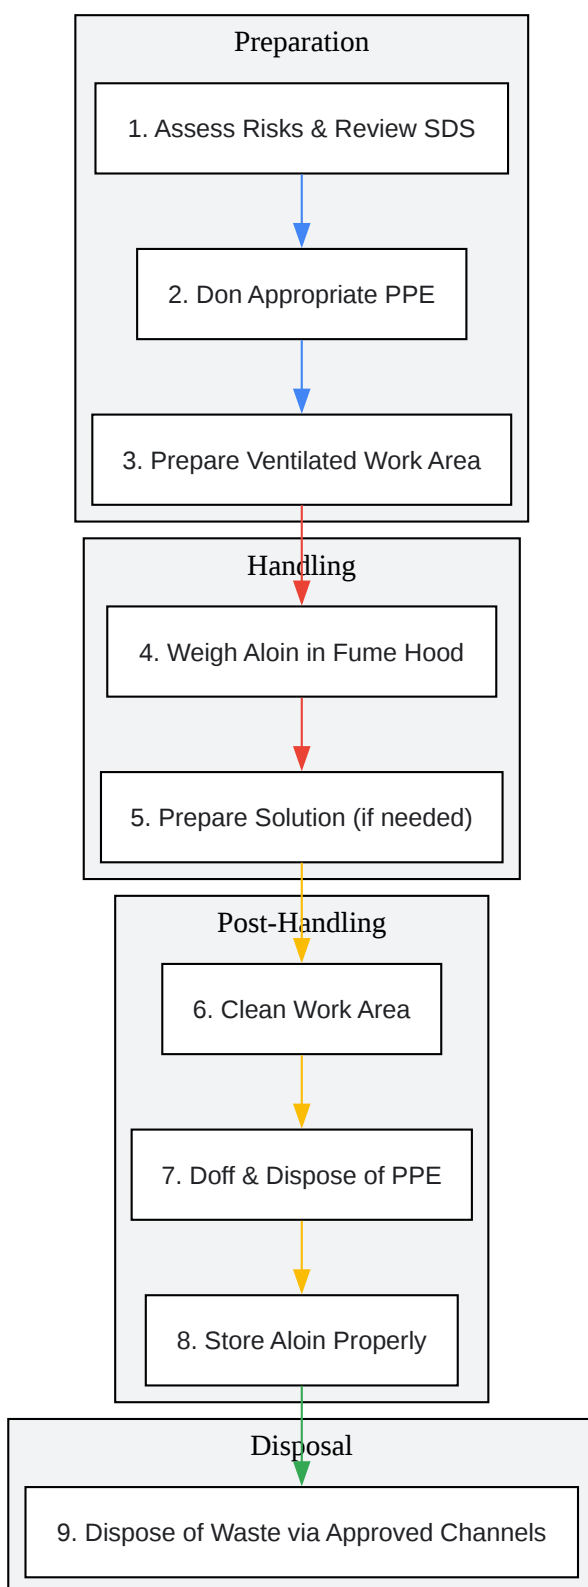 Preparation
1. Assess Risks & Review SDS
2. Don Appropriate PPE
3. Prepare Ventilated Work Area
Handling
4. Weigh Aloin in Fume Hood
5. Prepare Solution (if needed)
Post-Handling
6. Clean Work Area
7. Doff & Dispose of PPE
8. Store Aloin Properly
Disposal
9. Dispose of Waste via Approved Channels